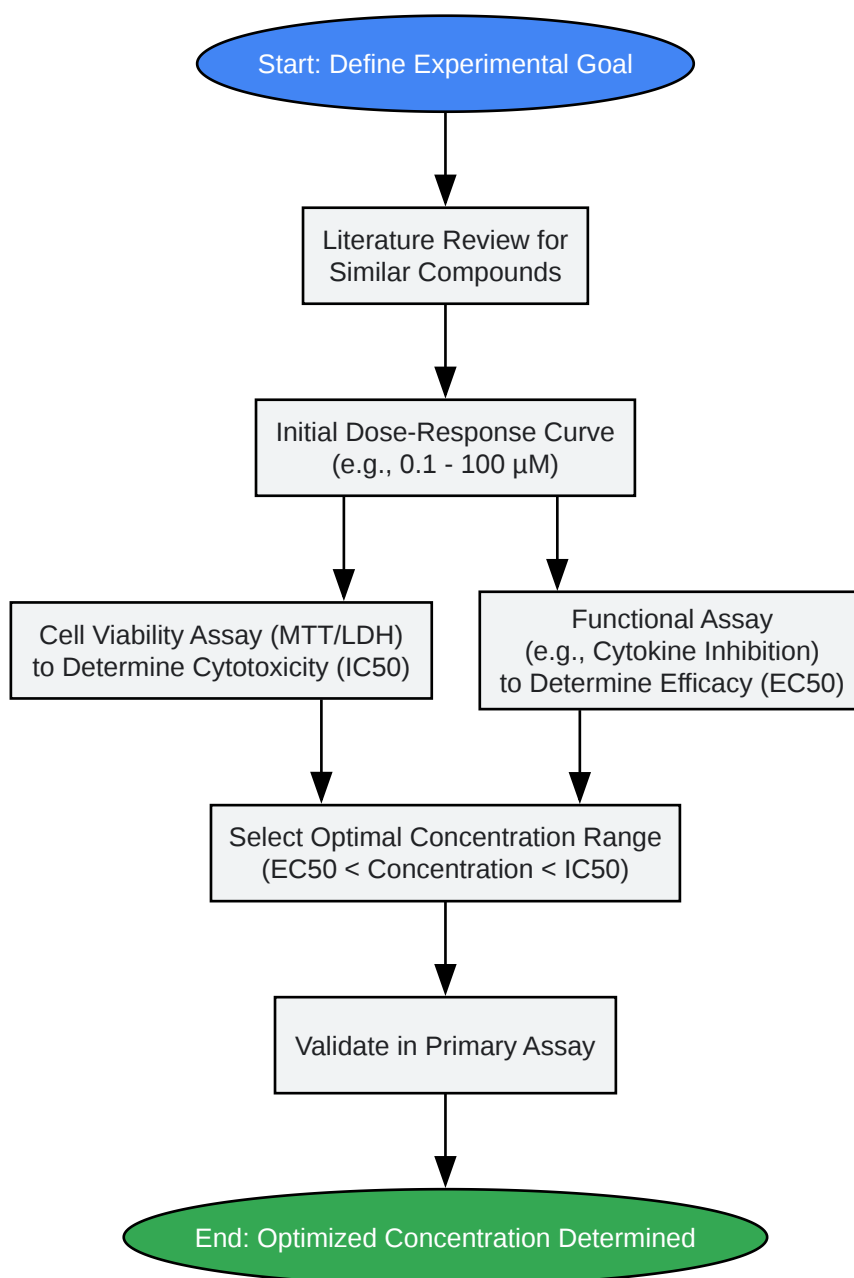 Start: Define Experimental Goal
Literature Review for
Similar Compounds
Initial Dose-Response Curve
(e.g., 0.1 - 100 µM)
Cell Viability Assay (MTT/LDH)
to Determine Cytotoxicity (IC50)
Functional Assay
(e.g., Cytokine Inhibition)
to Determine Efficacy (EC50)
Select Optimal Concentration Range
(EC50 < Concentration < IC50)
Validate in Primary Assay
End: Optimized Concentration Determined